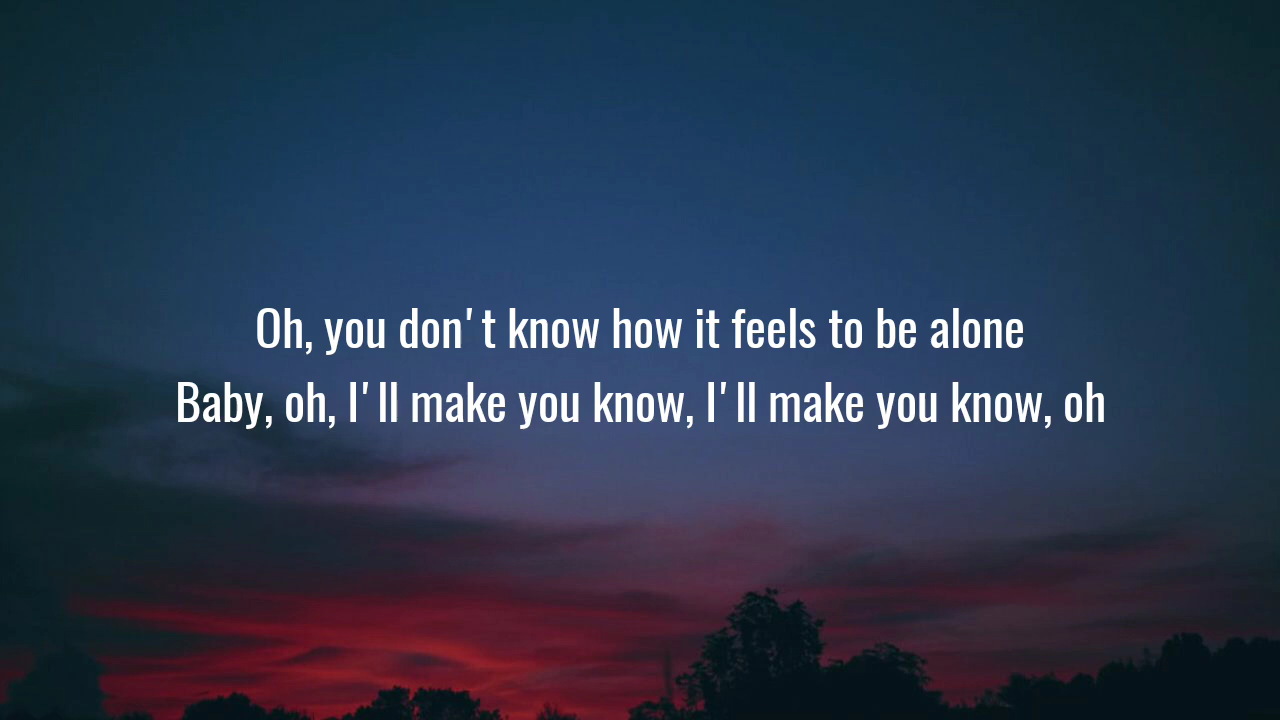 Oh, you don't know how it feels to be alone
Baby, oh, I'll make you know, I'll make you know, oh